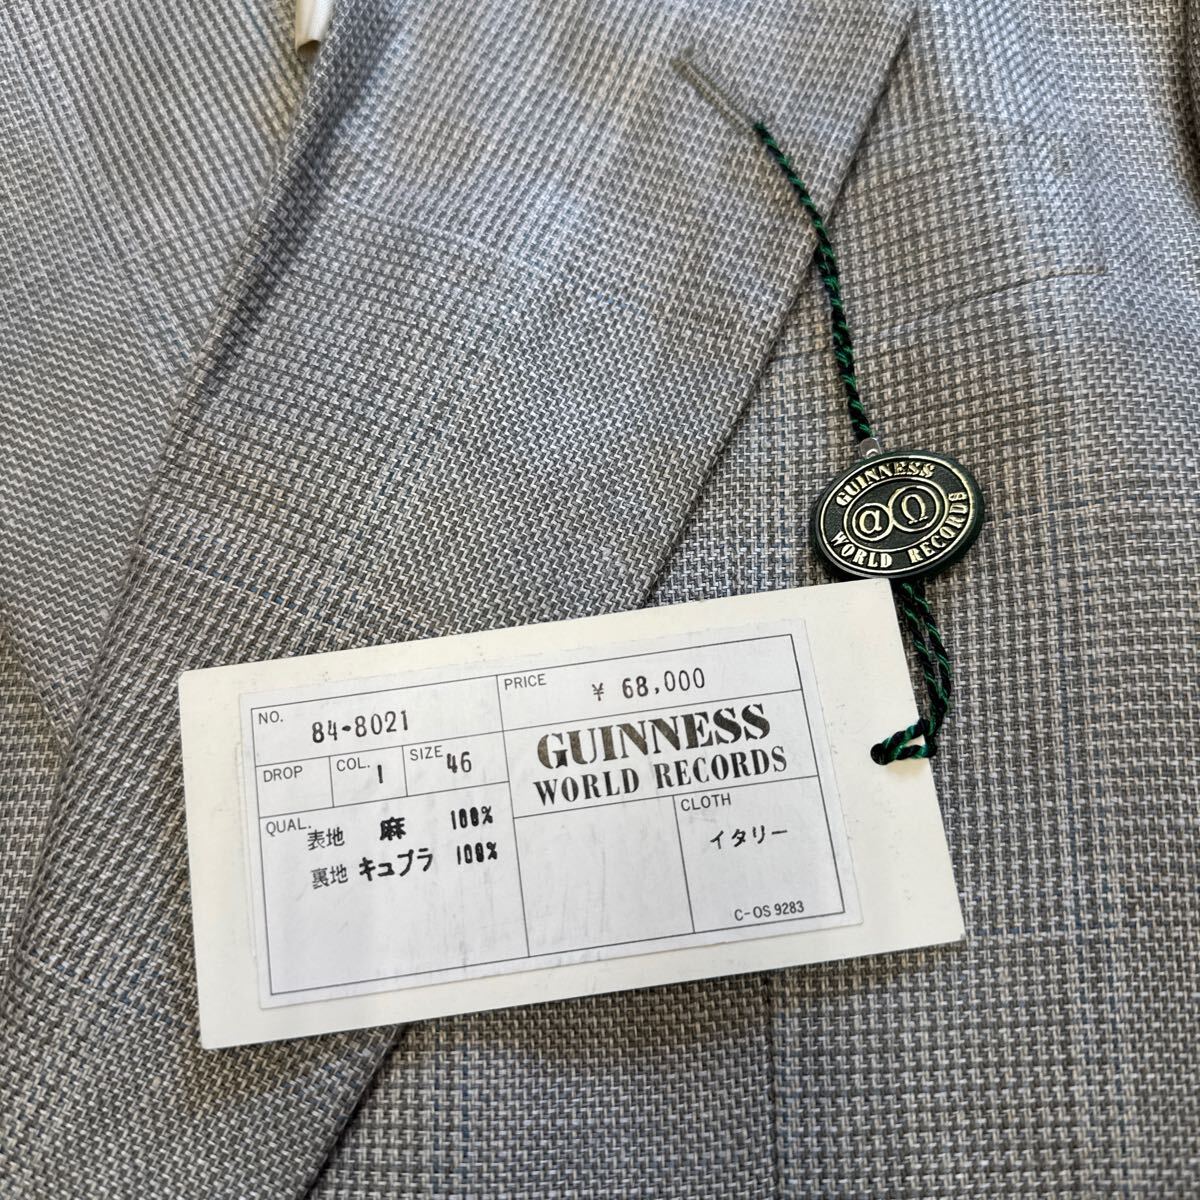 GUINNESS
α Ω
WORLD RECORDS
NO. 84-8021
PRICE ¥ 68,000
DROP COL. 1 SIZE 46
GUINNESS
WORLD RECORDS
QUAL. 表地 麻 100%
裏地 キュプラ 100%
CLOTH
イタリー
C-OS 9283